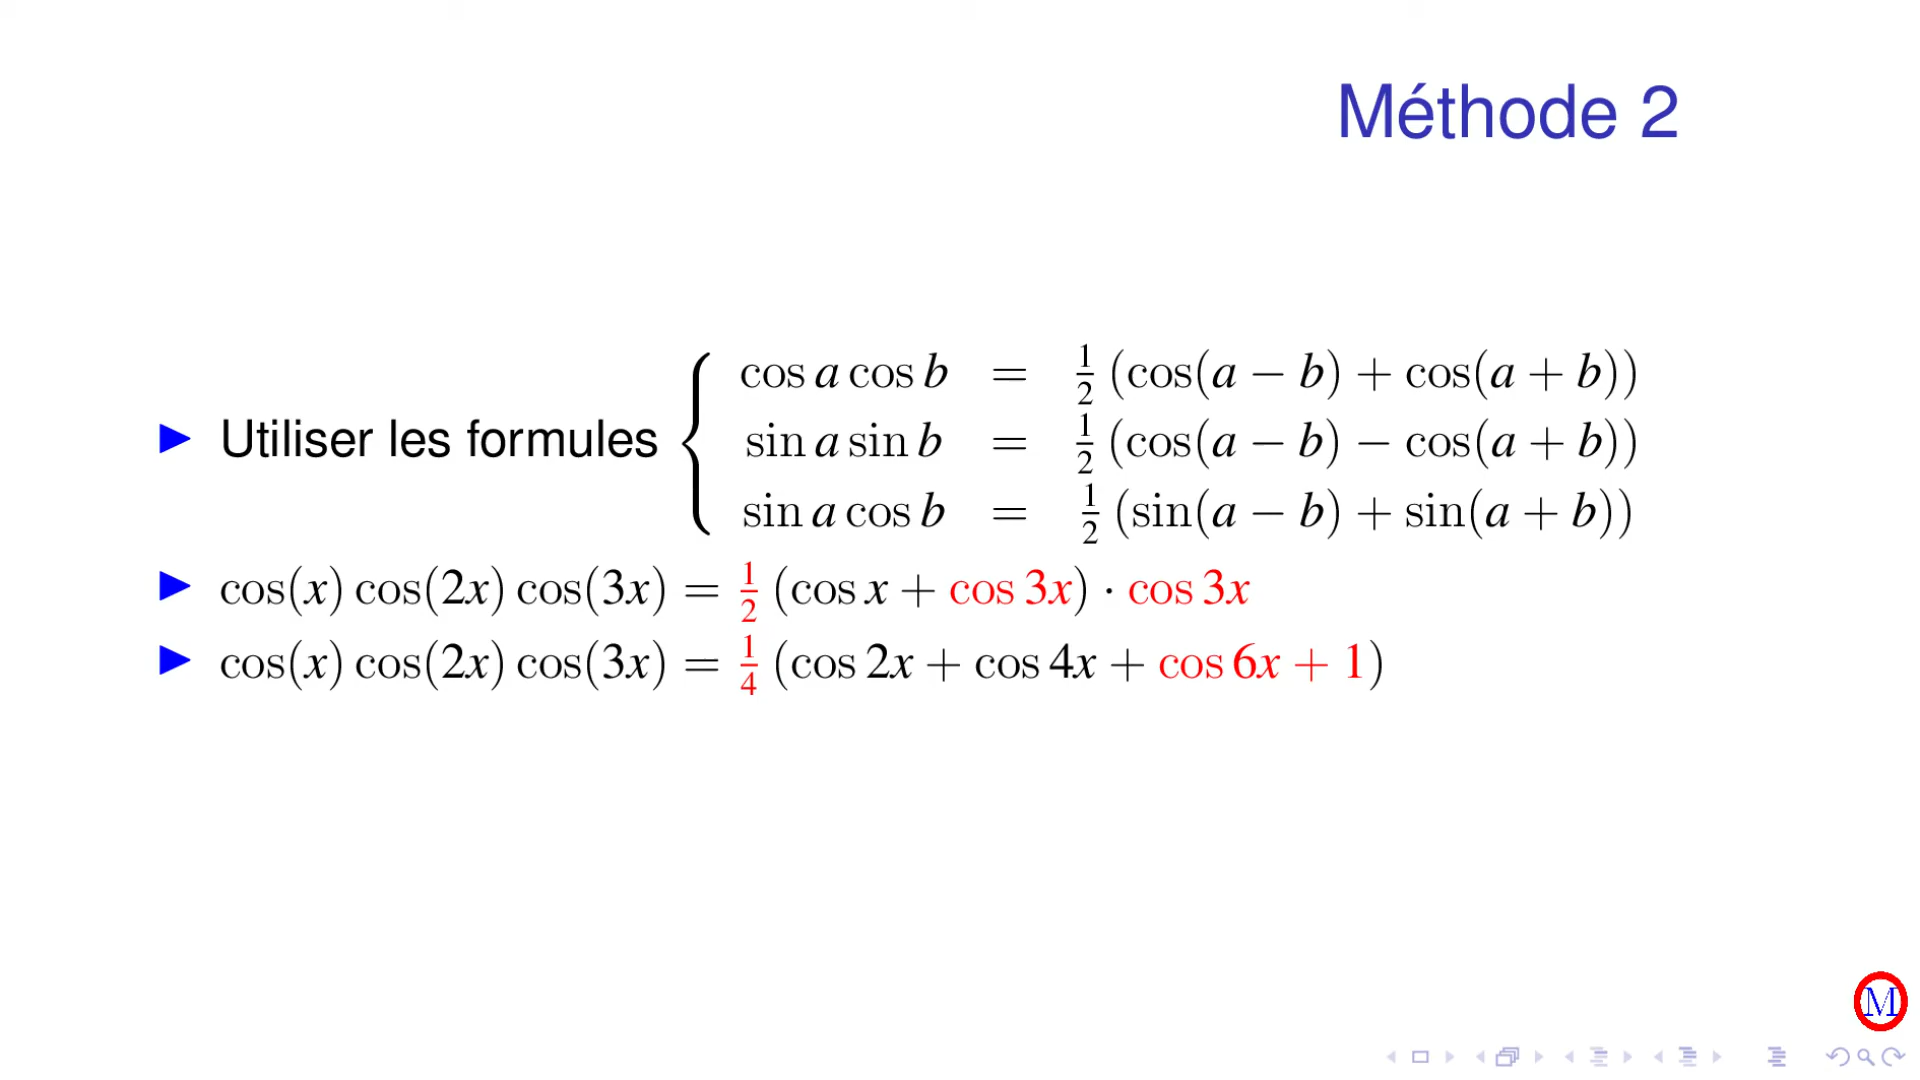 Méthode 2
▶ Utiliser les formules { cos a cos b = 1/2 (cos(a − b) + cos(a + b))
sin a sin b = 1/2 (cos(a − b) − cos(a + b))
sin a cos b = 1/2 (sin(a − b) + sin(a + b))
▶ cos(x) cos(2x) cos(3x) = 1/2 (cos x + cos 3x) · cos 3x
▶ cos(x) cos(2x) cos(3x) = 1/4 (cos 2x + cos 4x + cos 6x + 1)
M